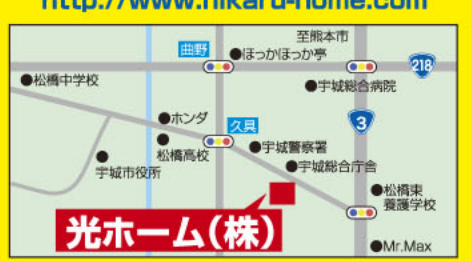 http://www.hikaru-home.com
至熊本市
曲野
●ほっかほっか亭
218
●松橋中学校
●宇城総合病院
3
●ホンダ
久具
松橋高校
●宇城警察署
宇城市役所
●宇城総合庁舎
●松橋東
養護学校
光ホーム(株)
●Mr.Max